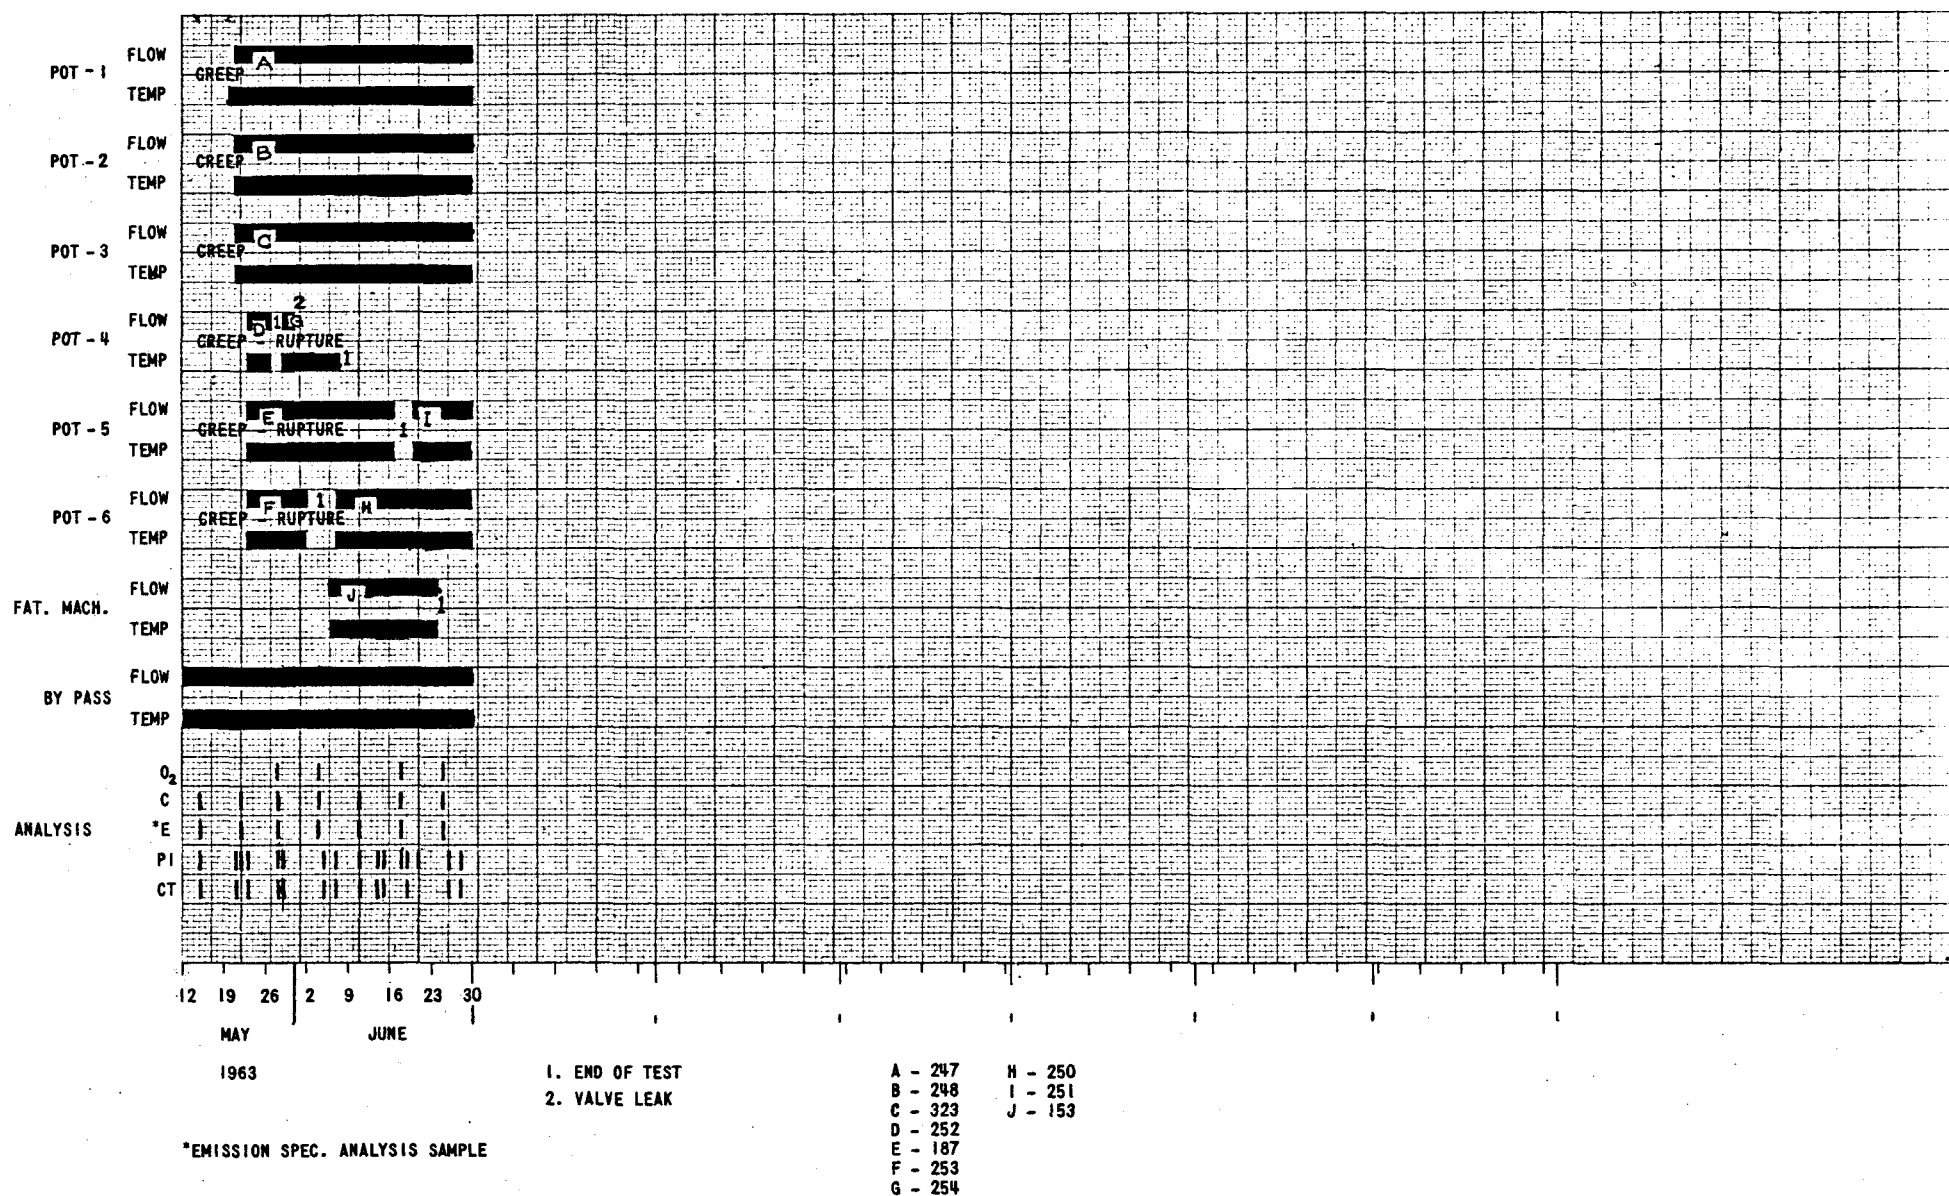 FLOW
A
POT - 1
CREEP
TEMP
FLOW
B
POT - 2
CREEP
TEMP
FLOW
C
POT - 3
CREEP
TEMP
2
FLOW
D 1 G
POT - 4
CREEP - RUPTURE
TEMP
1
FLOW
E I
POT - 5
CREEP - RUPTURE 1
TEMP
FLOW
F 1 H
POT - 6
CREEP - RUPTURE
TEMP
FLOW
J
FAT. MACH.
1
TEMP
FLOW
BY PASS
TEMP
O2
C
ANALYSIS *E
PI
CT
12 19 26 2 9 16 23 30
MAY JUNE
1963
1. END OF TEST
2. VALVE LEAK
A - 247
B - 248
C - 323
D - 252
E - 187
F - 253
G - 254
H - 250
I - 251
J - 153
*EMISSION SPEC. ANALYSIS SAMPLE